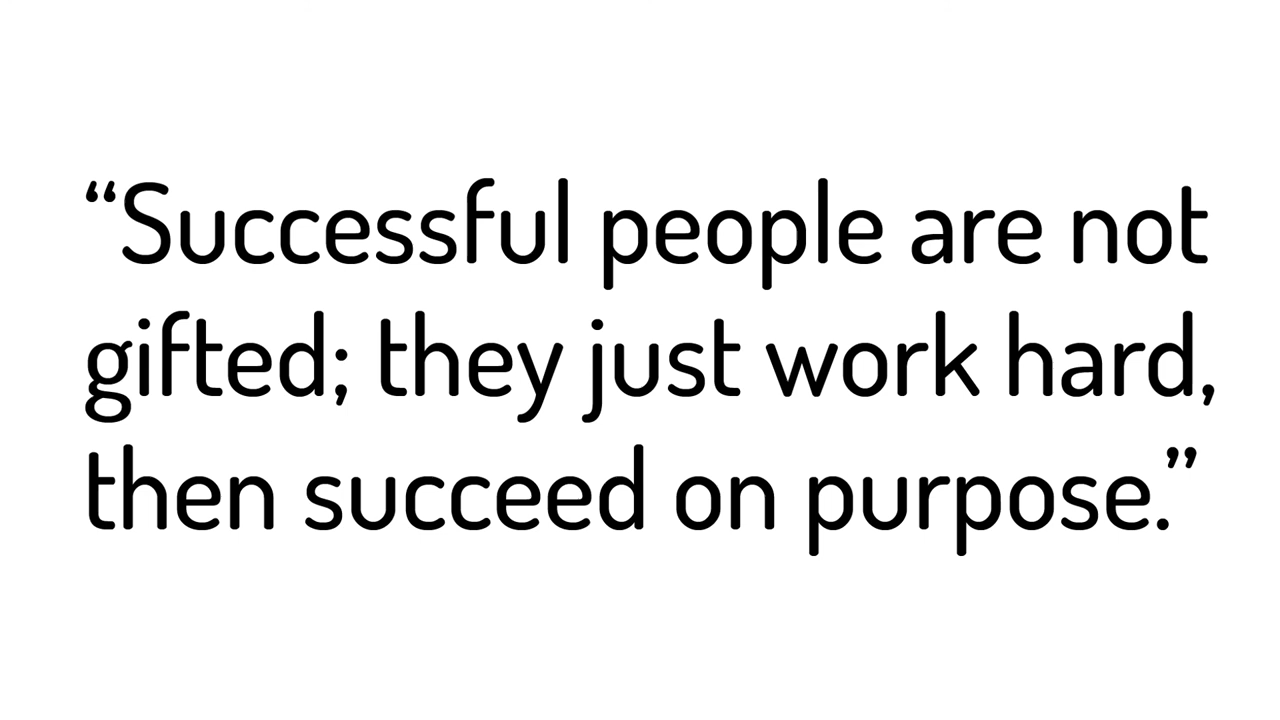 “Successful people are not
gifted; they just work hard,
then succeed on purpose.”